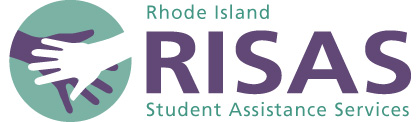 Rhode Island
RISAS
Student Assistance Services